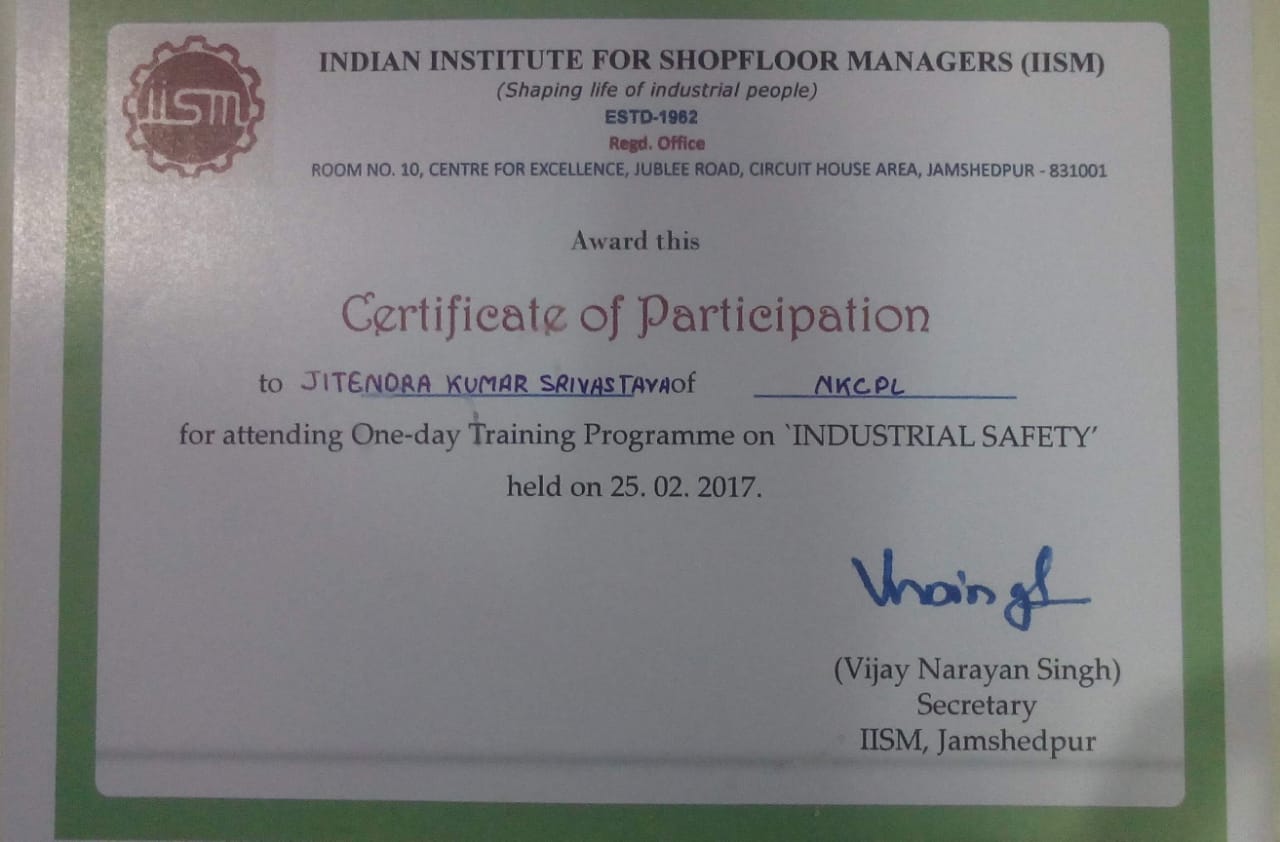 iism
INDIAN INSTITUTE FOR SHOPFLOOR MANAGERS (IISM)
(Shaping life of industrial people)
ESTD-1962
Regd. Office
ROOM NO. 10, CENTRE FOR EXCELLENCE, JUBLEE ROAD, CIRCUIT HOUSE AREA, JAMSHEDPUR - 831001
Award this
Certificate of Participation
to JITENDRA KUMAR SRIVASTAVA of NKCPL
for attending One-day Training Programme on `INDUSTRIAL SAFETY'
held on 25. 02. 2017.
(Vijay Narayan Singh)
Secretary
IISM, Jamshedpur